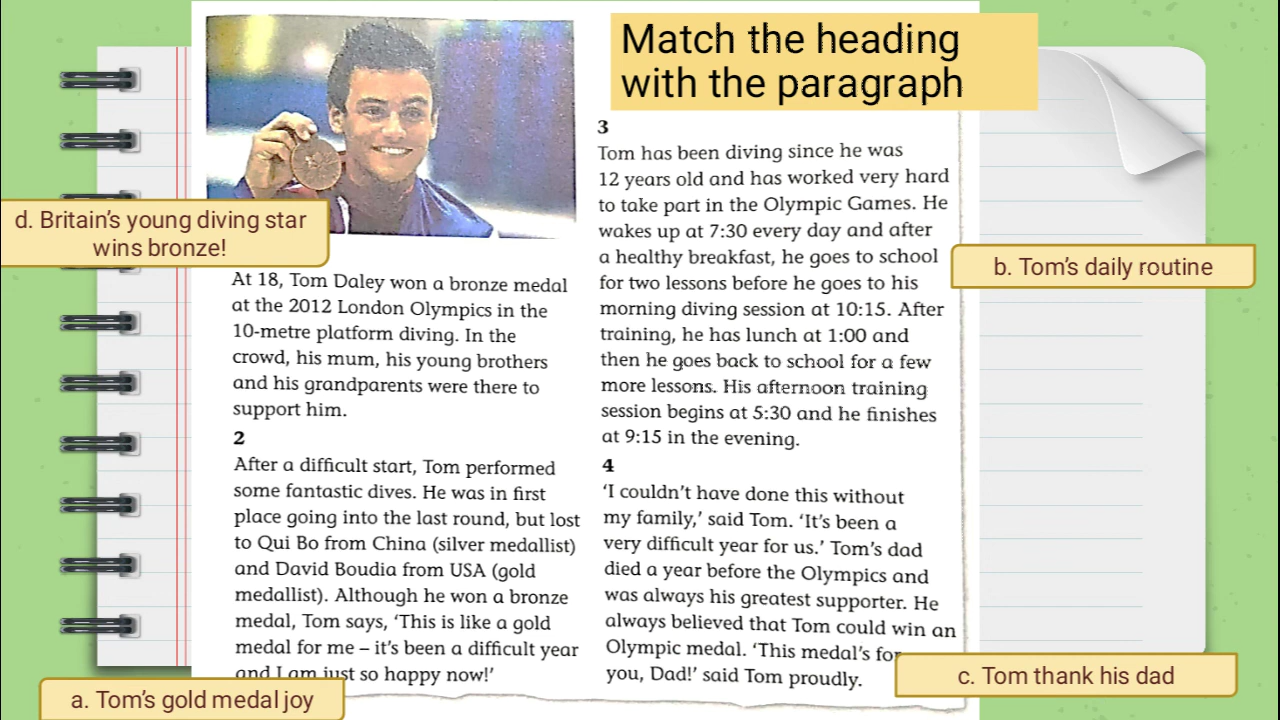 Match the heading
with the paragraph
d. Britain's young diving star
wins bronze!
At 18, Tom Daley won a bronze medal
at the 2012 London Olympics in the
10-metre platform diving. In the
crowd, his mum, his young brothers
and his grandparents were there to
support him.
2
After a difficult start, Tom performed
some fantastic dives. He was in first
place going into the last round, but lost
to Qui Bo from China (silver medallist)
and David Boudia from USA (gold
medallist). Although he won a bronze
medal, Tom says, 'This is like a gold
medal for me – it's been a difficult year
and I am just so happy now!'
a. Tom's gold medal joy
3
Tom has been diving since he was
12 years old and has worked very hard
to take part in the Olympic Games. He
wakes up at 7:30 every day and after
a healthy breakfast, he goes to school
for two lessons before he goes to his
morning diving session at 10:15. After
training, he has lunch at 1:00 and
then he goes back to school for a few
more lessons. His afternoon training
session begins at 5:30 and he finishes
at 9:15 in the evening.
b. Tom's daily routine
4
'I couldn't have done this without
my family,' said Tom. 'It's been a
very difficult year for us.' Tom's dad
died a year before the Olympics and
was always his greatest supporter. He
always believed that Tom could win an
Olympic medal. 'This medal's for
you, Dad!' said Tom proudly.
c. Tom thank his dad